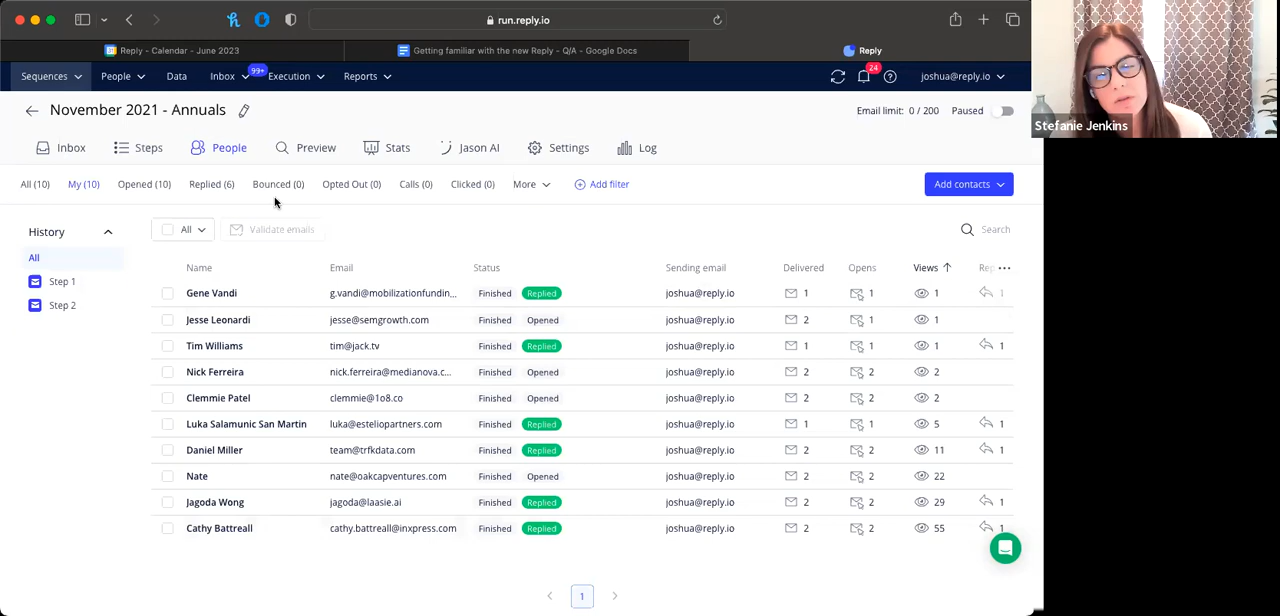 run.reply.io
Reply - Calendar - June 2023
Getting familiar with the new Reply - Q/A - Google Docs
Reply
Sequences People Data Inbox 99+ Execution Reports 24 joshua@reply.io
November 2021 - Annuals Email limit: 0 / 200 Paused
Inbox Steps People Preview Stats Jason AI Settings Log
All (10) My (10) Opened (10) Replied (6) Bounced (0) Opted Out (0) Calls (0) Clicked (0) More Add filter Add contacts
History
All
Step 1
Step 2
All Validate emails Search
Name Email Status Sending email Delivered Opens Views Rep
Gene Vandi g.vandi@mobilizationfundin... Finished Replied joshua@reply.io 1 1 1 1
Jesse Leonardi jesse@semgrowth.com Finished Opened joshua@reply.io 2 1 1
Tim Williams tim@jack.tv Finished Replied joshua@reply.io 1 1 1 1
Nick Ferreira nick.ferreira@medianova.c... Finished Opened joshua@reply.io 2 2 2
Clemmie Patel clemmie@1o8.co Finished Opened joshua@reply.io 2 2 2
Luka Salamunic San Martin luka@esteliopartners.com Finished Replied joshua@reply.io 1 1 5 1
Daniel Miller team@trfkdata.com Finished Replied joshua@reply.io 2 2 11 1
Nate nate@oakcapventures.com Finished Opened joshua@reply.io 2 2 22
Jagoda Wong jagoda@laasie.ai Finished Replied joshua@reply.io 2 2 29 1
Cathy Battreall cathy.battreall@inxpress.com Finished Replied joshua@reply.io 2 2 55 1
1
Stefanie Jenkins